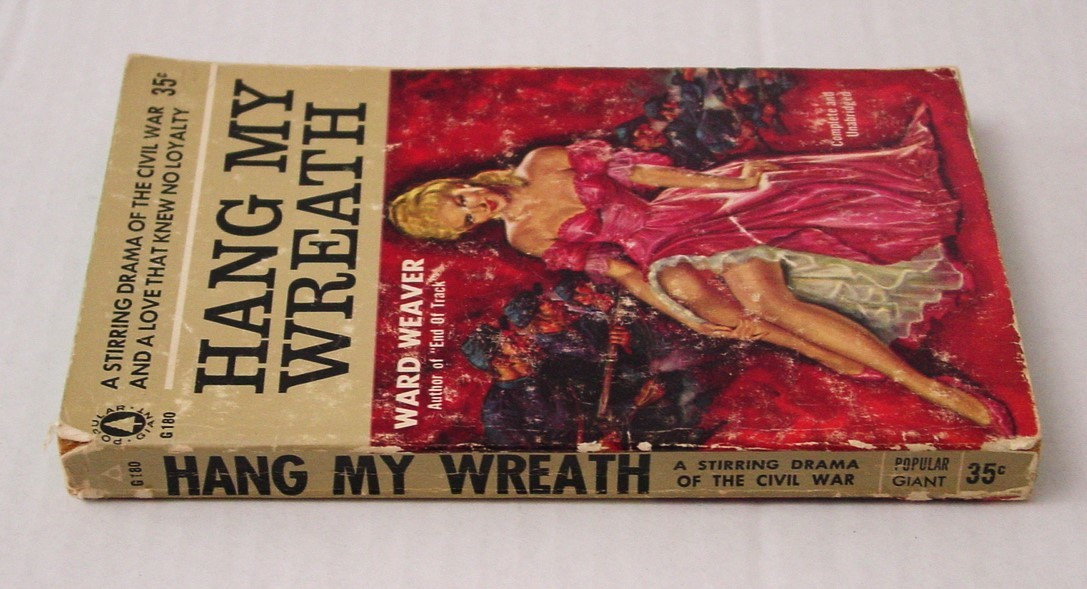 A STIRRING DRAMA OF THE CIVIL WAR 35¢
AND A LOVE THAT KNEW NO LOYALTY
POPULAR GIANT
G180
HANG MY
WREATH
WARD WEAVER
Author of "End Of Track"
Complete and
Unabridged
G180
HANG MY WREATH
A STIRRING DRAMA
OF THE CIVIL WAR
POPULAR
GIANT
35¢